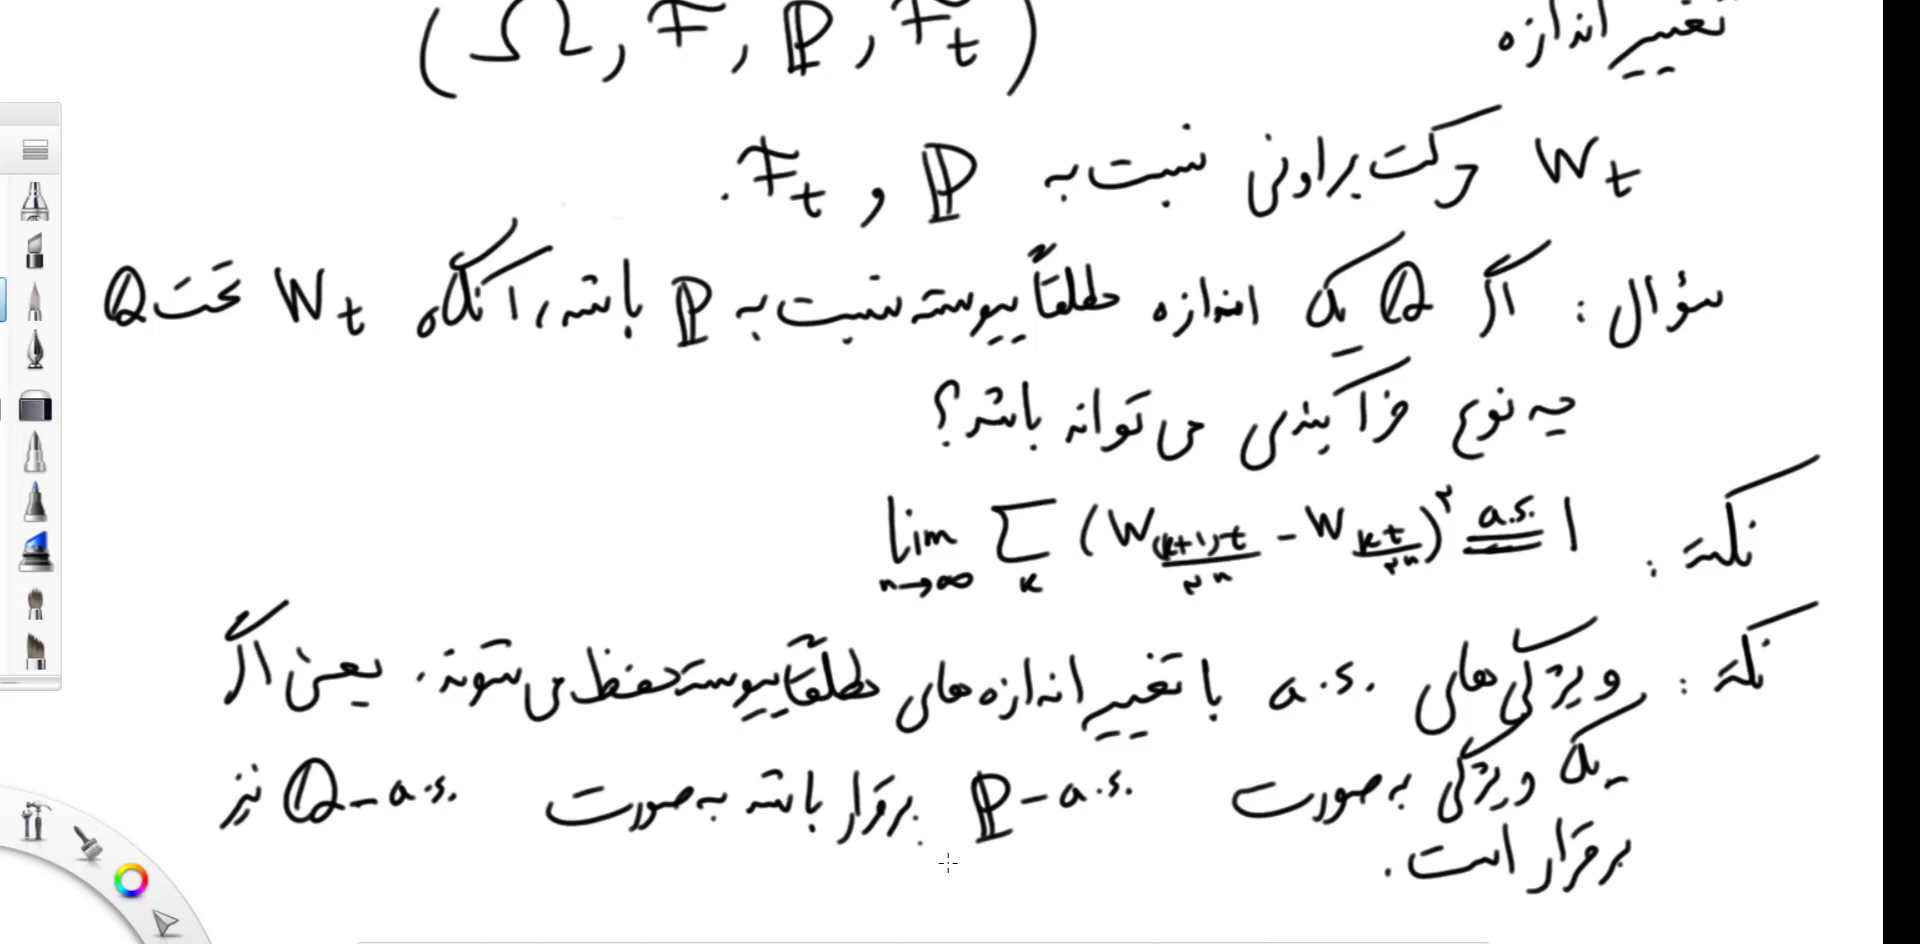 تغییر اندازه
(Ω, F, P, F_t)
W_t حرکت براونی نسبت به P و F_t.
سؤال: اگر Q یک اندازه مطلقاً پیوسته نسبت به P باشد، آنگاه W_t تحت Q
چه نوع فرآیندی می‌تواند باشد؟
نکته: lim_{n→∞} Σ_k (W_{(k+1)t/۲^n} - W_{kt/۲^n})^۲ =^{a.s.} 1
نکته: ویژگی‌های a.s. با تغییر اندازه‌های مطلقاً پیوسته حفظ می‌شوند. یعنی اگر
یک ویژگی به صورت P-a.s. برقرار باشد به صورت Q-a.s. نیز
برقرار است.